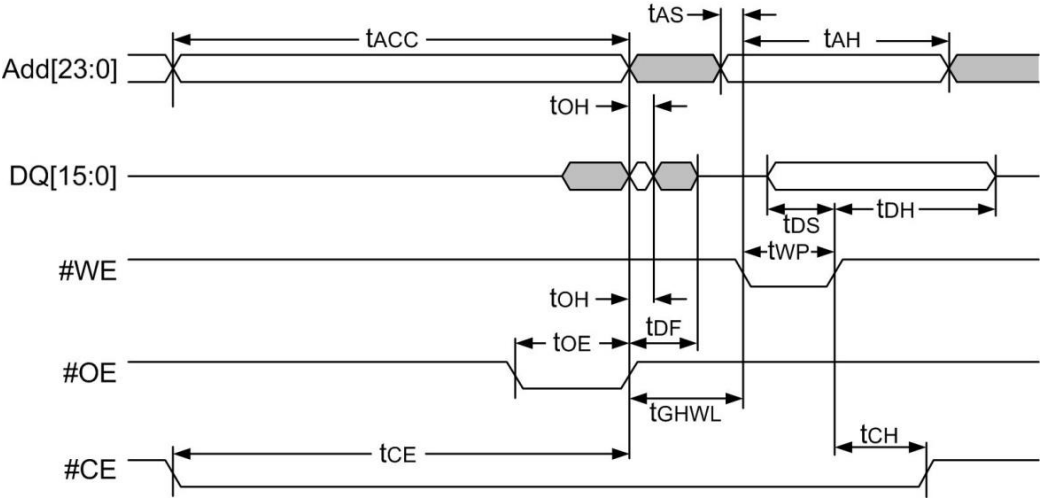 tAS
tACC
tAH
Add[23:0]
tOH
DQ[15:0]
tDS
tDH
tWP
#WE
tOH
tDF
tOE
#OE
tGHWL
tCH
tCE
#CE